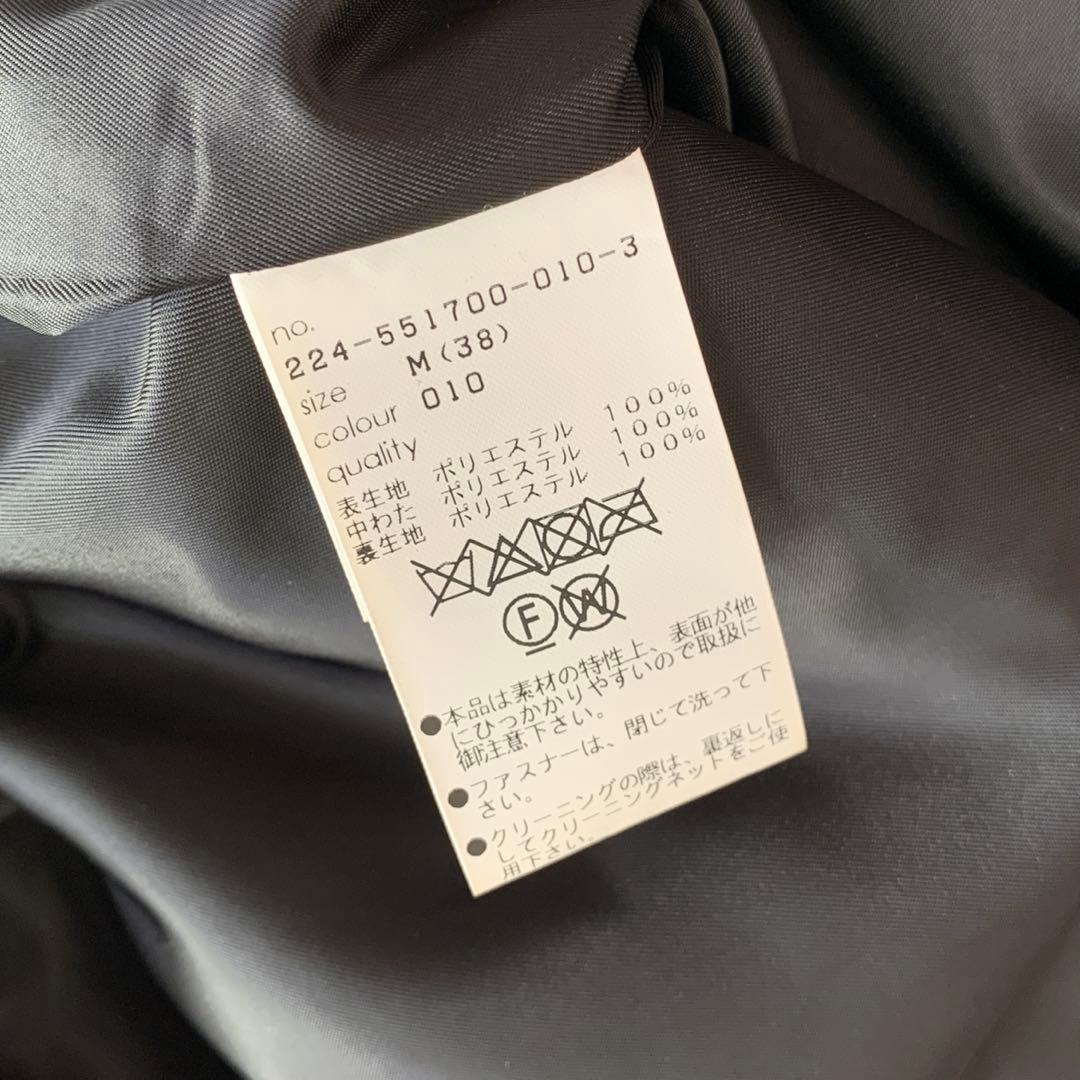 no.
224-551700-010-3
size M(38)
colour 010
quality
表生地 ポリエステル 100%
中わた ポリエステル 100%
裏生地 ポリエステル 100%
F W
●本品は素材の特性上、表面が他
にひっかかりやすいので取扱に
御注意下さい。
●ファスナーは、閉じて洗って下
さい。
●クリーニングの際は、裏返しに
してクリーニングネットをご使
用下さい。